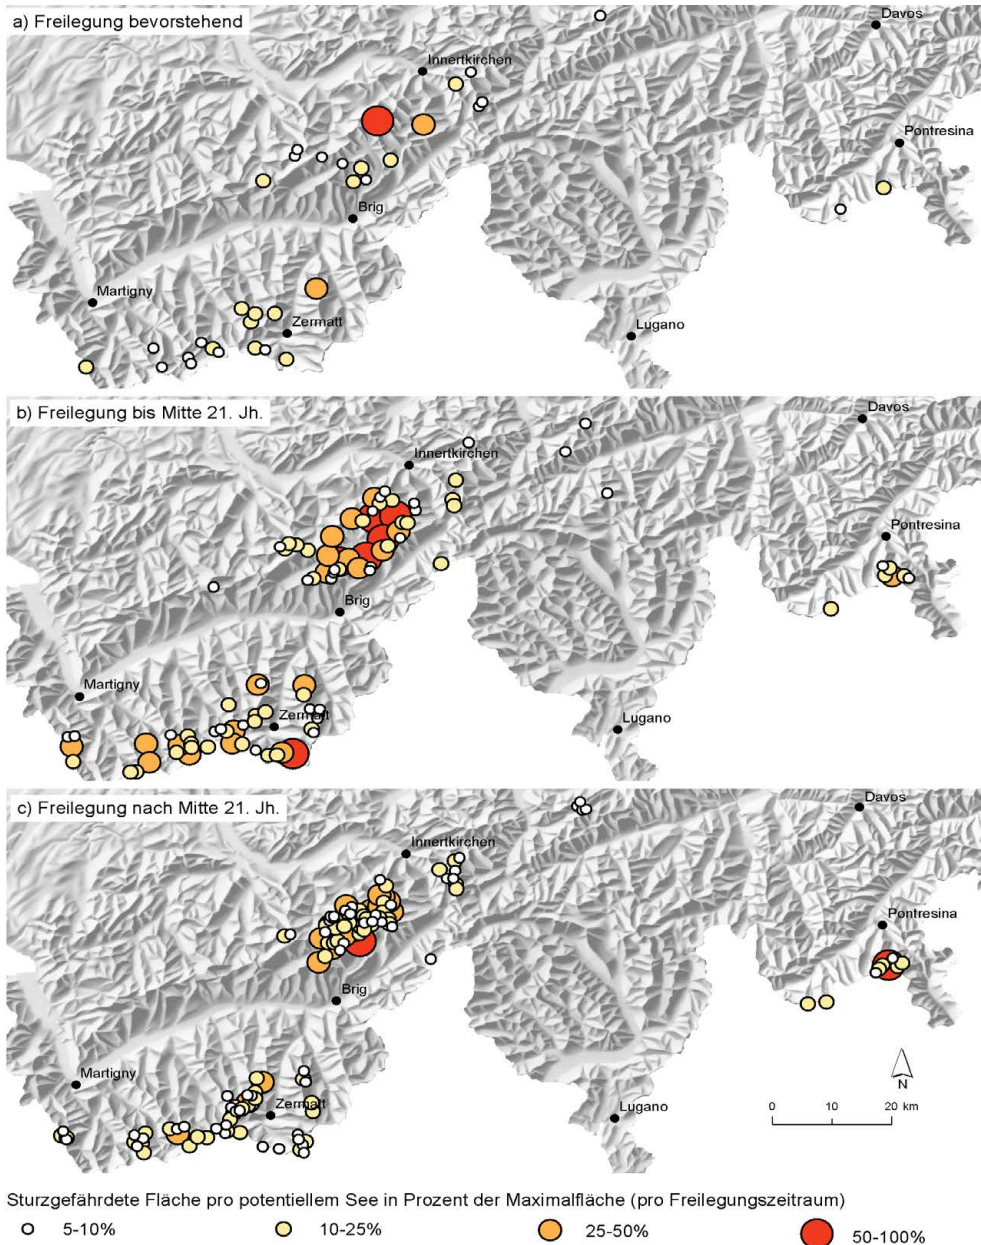 a) Freilegung bevorstehend
Davos
Innertkirchen
Pontresina
Brig
Martigny
Zermatt
Lugano
b) Freilegung bis Mitte 21. Jh.
Davos
Innertkirchen
Pontresina
Brig
Martigny
Zermatt
Lugano
c) Freilegung nach Mitte 21. Jh.
Davos
Innertkirchen
Pontresina
Brig
Martigny
Zermatt
Lugano
N
0 10 20 km
Sturzgefährdete Fläche pro potentiellem See in Prozent der Maximalfläche (pro Freilegungszeitraum)
5-10% 10-25% 25-50% 50-100%